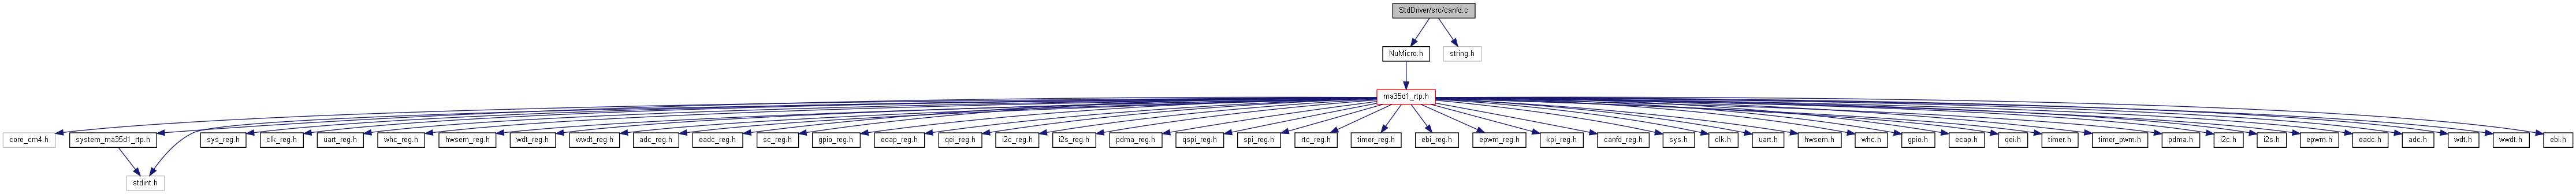 StdDriver/src/canfd.c
NuMicro.h
string.h
ma35d1_rtp.h
core_cm4.h
system_ma35d1_rtp.h
sys_reg.h
clk_reg.h
uart_reg.h
whc_reg.h
hwsem_reg.h
wdt_reg.h
wwdt_reg.h
adc_reg.h
eadc_reg.h
sc_reg.h
gpio_reg.h
ecap_reg.h
qei_reg.h
i2c_reg.h
i2s_reg.h
pdma_reg.h
qspi_reg.h
spi_reg.h
rtc_reg.h
timer_reg.h
ebi_reg.h
epwm_reg.h
kpi_reg.h
canfd_reg.h
sys.h
clk.h
uart.h
hwsem.h
whc.h
gpio.h
ecap.h
qei.h
timer.h
timer_pwm.h
pdma.h
i2c.h
i2s.h
epwm.h
eadc.h
adc.h
wdt.h
wwdt.h
ebi.h
stdint.h